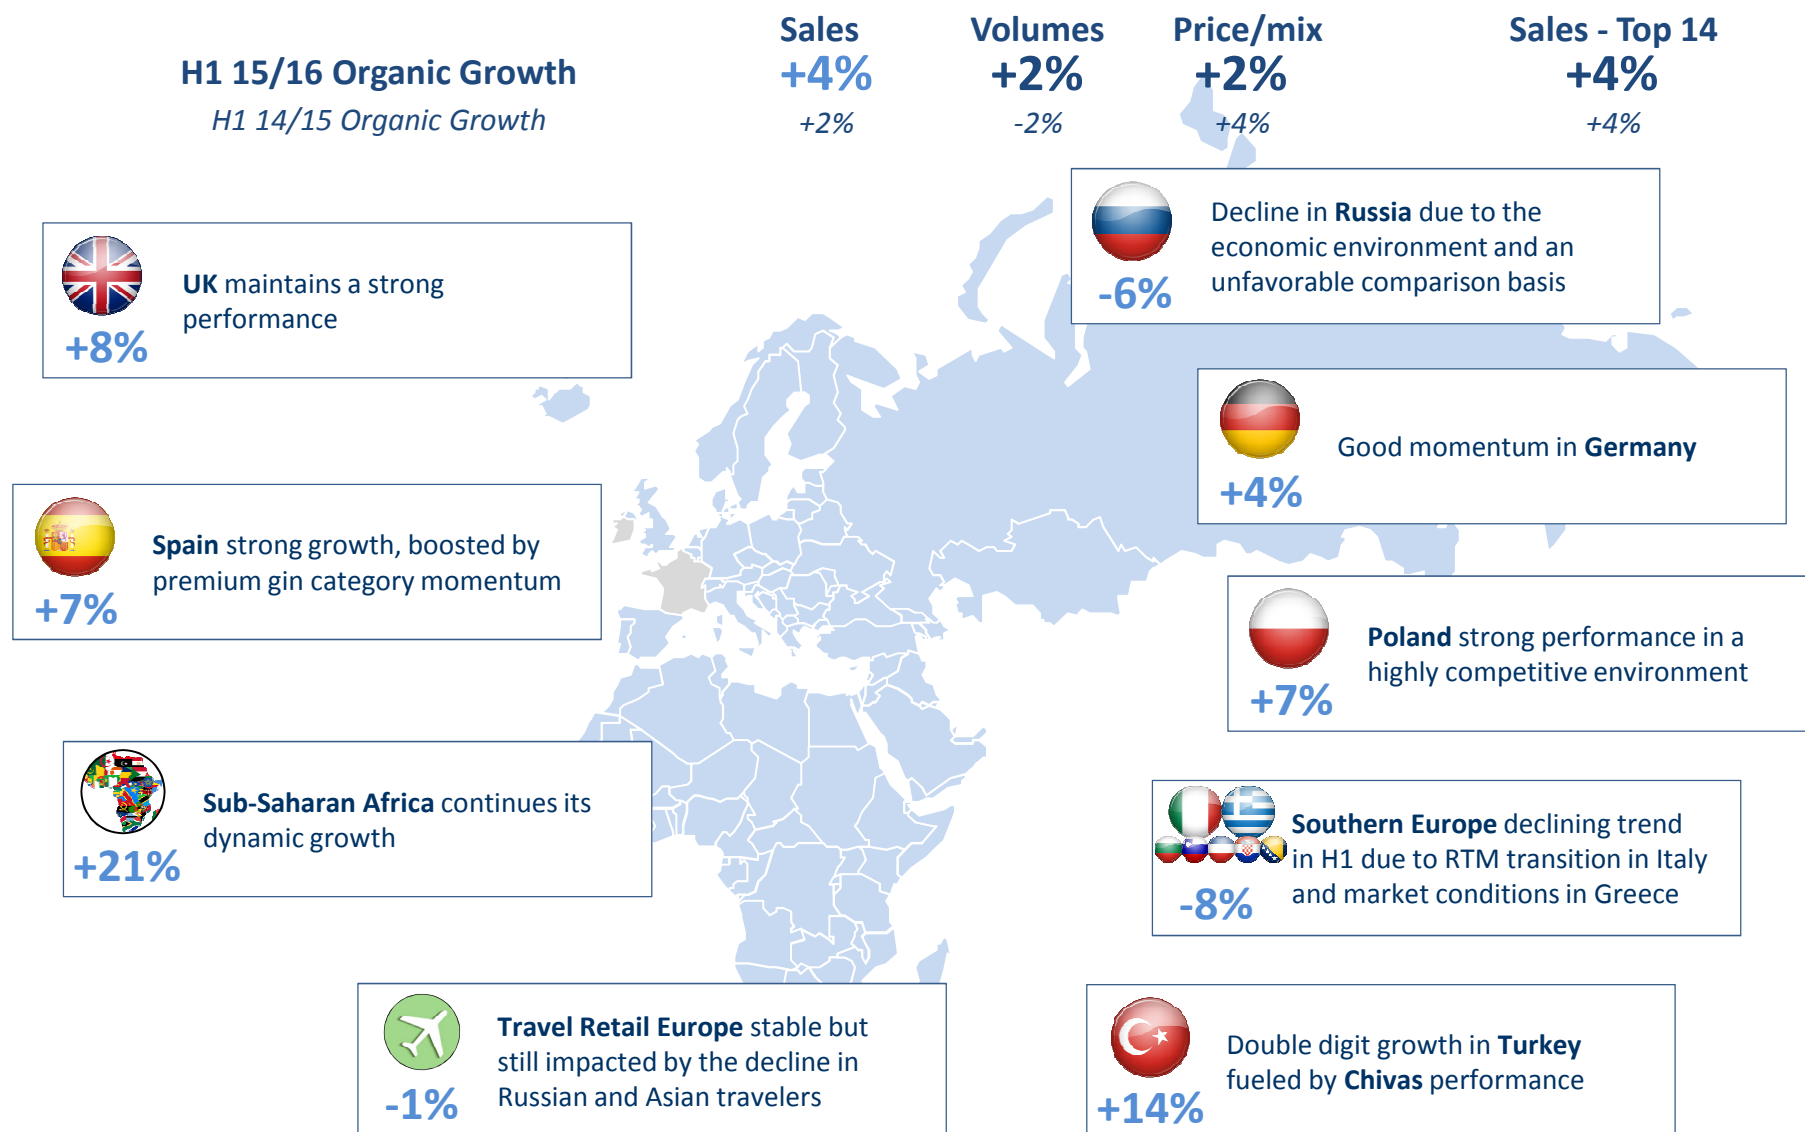 Sales Volumes Price/mix Sales - Top 14
H1 15/16 Organic Growth +4% +2% +2% +4%
H1 14/15 Organic Growth +2% -2% +4% +4%
Decline in Russia due to the
economic environment and an
unfavorable comparison basis
-6%
UK maintains a strong
performance
+8%
Good momentum in Germany
+4%
Spain strong growth, boosted by
premium gin category momentum
+7%
Poland strong performance in a
highly competitive environment
+7%
Sub-Saharan Africa continues its
dynamic growth
+21%
Southern Europe declining trend
in H1 due to RTM transition in Italy
and market conditions in Greece
-8%
Travel Retail Europe stable but
still impacted by the decline in
Russian and Asian travelers
-1%
Double digit growth in Turkey
fueled by Chivas performance
+14%